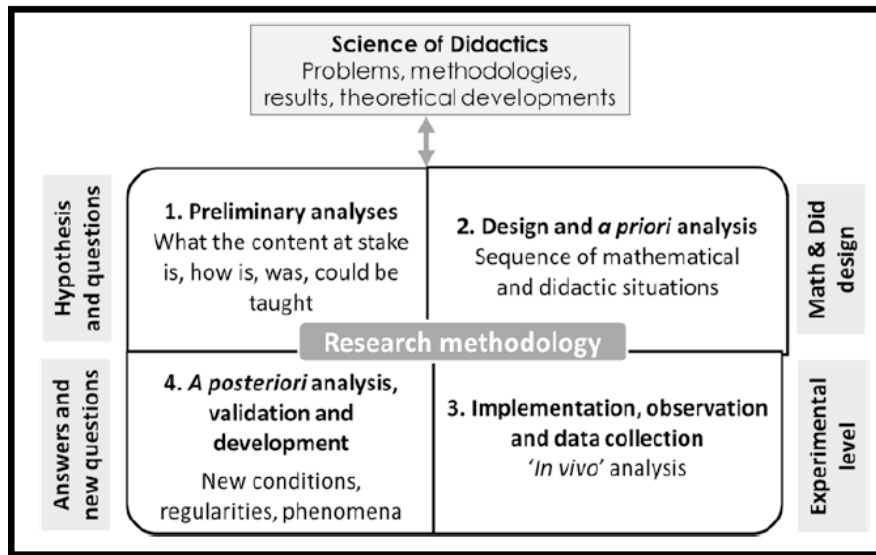 Science of Didactics
Problems, methodologies,
results, theoretical developments
Hypothesis
and questions
1. Preliminary analyses
What the content at stake
is, how is, was, could be
taught
2. Design and a priori analysis
Sequence of mathematical
and didactic situations
Math & Did
design
Research methodology
Answers and
new questions
4. A posteriori analysis,
validation and
development
New conditions,
regularities, phenomena
3. Implementation, observation
and data collection
‘In vivo’ analysis
Experimental
level